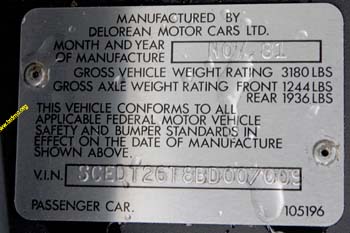 MANUFACTURED BY
DELOREAN MOTOR CARS LTD.
MONTH AND YEAR
OF MANUFACTURE NOV. 81
GROSS VEHICLE WEIGHT RATING 3180 LBS
GROSS AXLE WEIGHT RATING FRONT 1244 LBS
REAR 1936 LBS
THIS VEHICLE CONFORMS TO ALL
APPLICABLE FEDERAL MOTOR VEHICLE
SAFETY AND BUMPER STANDARDS IN
EFFECT ON THE DATE OF MANUFACTURE
SHOWN ABOVE.
V.I.N. SCEDT26T8BD007009
PASSENGER CAR. 105196